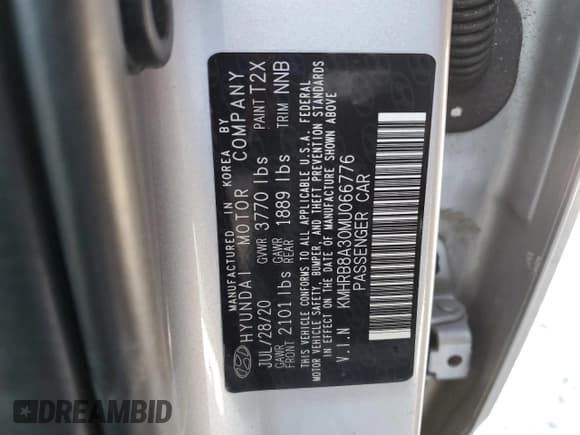 MANUFACTURED IN KOREA BY
HYUNDAI MOTOR COMPANY
JUL/28/20 GVWR 3770 lbs PAINT T2X
GAWR FRONT 2101 lbs GAWR REAR 1889 lbs TRIM NNB
THIS VEHICLE CONFORMS TO ALL APPLICABLE U.S.A. FEDERAL
MOTOR VEHICLE SAFETY, BUMPER, AND THEFT PREVENTION STANDARDS
IN EFFECT ON THE DATE OF MANUFACTURE SHOWN ABOVE
V.I.N KMHRB8A30MU066776
PASSENGER CAR
DREAMBID